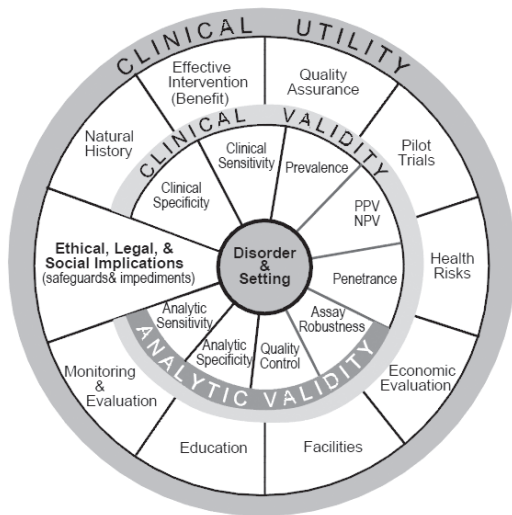 CLINICAL UTILITY
Effective
Intervention
(Benefit)
Quality
Assurance
Pilot
Trials
Health
Risks
Economic
Evaluation
Facilities
Education
Monitoring
&
Evaluation
Ethical, Legal, &
Social Implications
(safeguards& impediments)
Natural
History
CLINICAL VALIDITY
Clinical
Specificity
Clinical
Sensitivity
Prevalence
PPV
NPV
Penetrance
Disorder
&
Setting
Analytic
Sensitivity
Analytic
Specificity
Quality
Control
Assay
Robustness
ANALYTIC VALIDITY